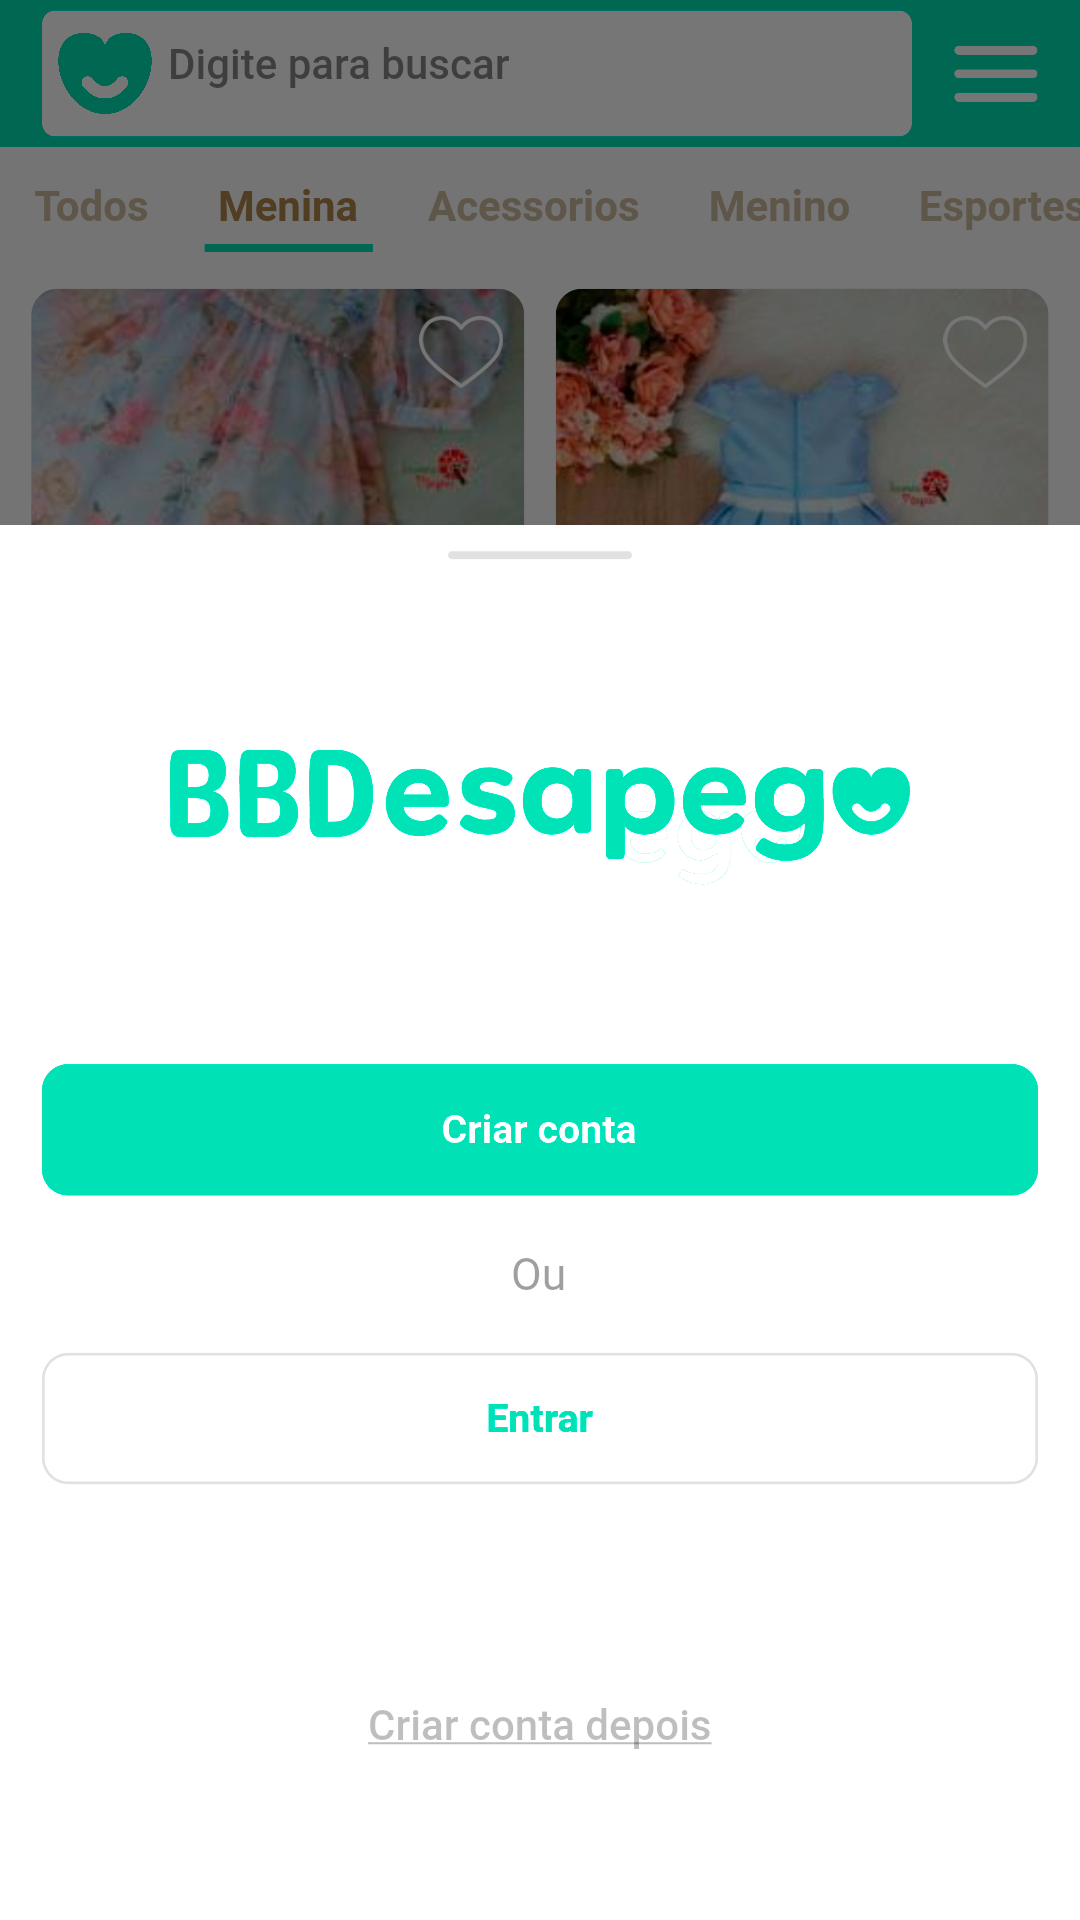 Digite para buscar
Todos Menina Acessorios Menino Esportes
BBDesapego
Criar conta
Ou
Entrar
Criar conta depois